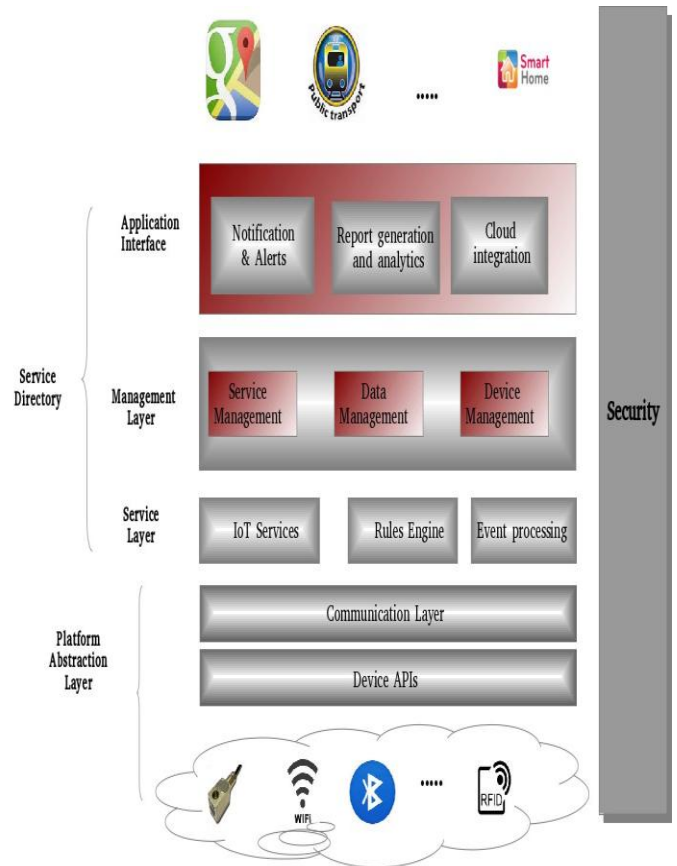 g
Public transport
.....
Smart
Home
Application
Interface
Notification
& Alerts
Report generation
and analytics
Cloud
integration
Service
Directory
Management
Layer
Service
Management
Data
Management
Device
Management
Security
Service
Layer
IoT Services
Rules Engine
Event processing
Platform
Abstraction
Layer
Communication Layer
Device APIs
WiFi
.....
RFID